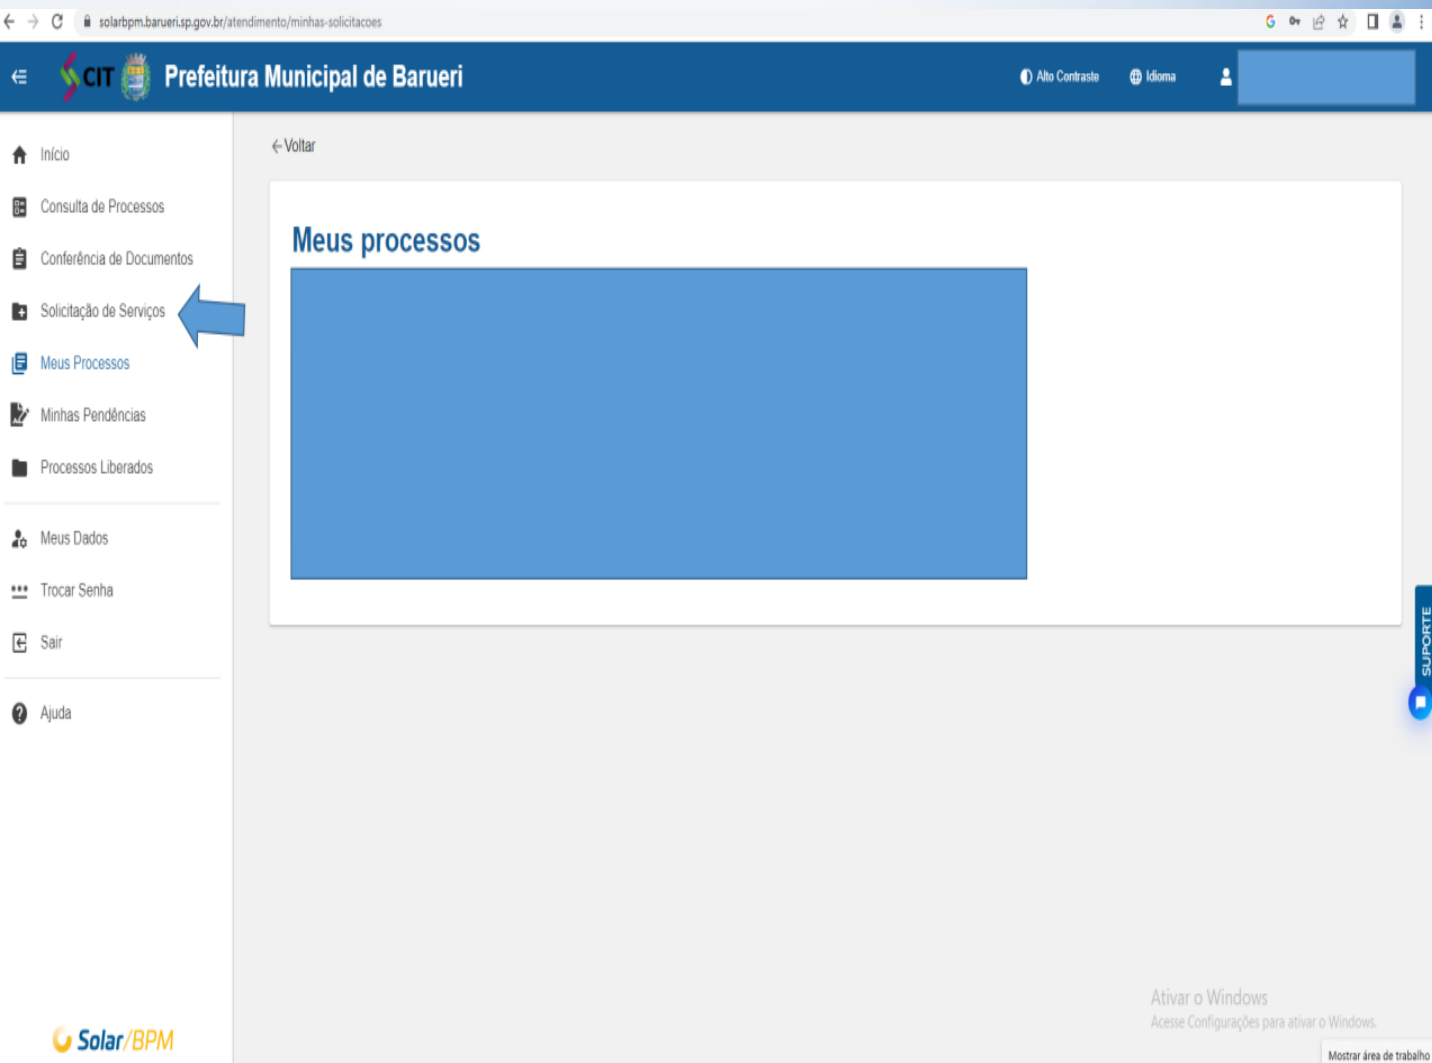 solarbpm.barueri.sp.gov.br/atendimento/minhas-solicitacoes
CIT
Prefeitura Municipal de Barueri
Alto Contraste
Idioma
Voltar
Início
Consulta de Processos
Conferência de Documentos
Solicitação de Serviços
Meus Processos
Minhas Pendências
Processos Liberados
Meus Dados
Trocar Senha
Sair
Ajuda
Meus processos
SUPORTE
Ativar o Windows
Acesse Configurações para ativar o Windows.
Solar/BPM
Mostrar área de trabalho